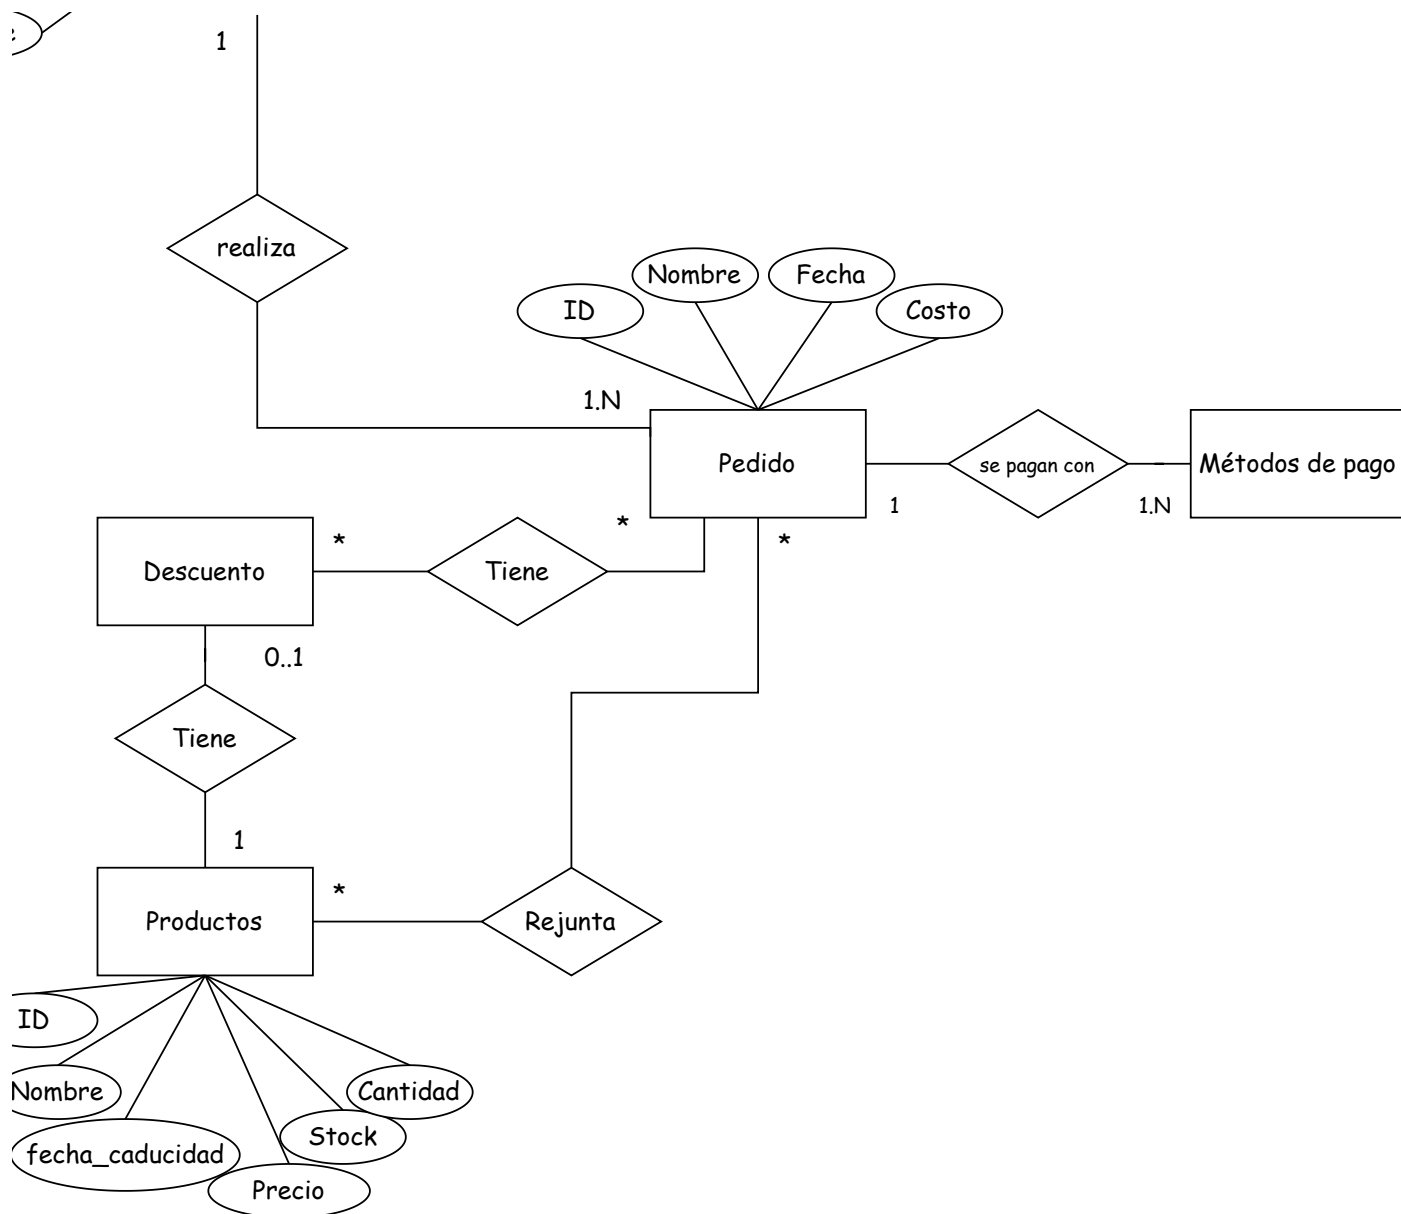 1
realiza
Nombre
Fecha
ID
Costo
1.N
Pedido
se pagan con
Métodos de pago
1
1.N
*
*
*
Descuento
Tiene
0..1
Tiene
1
*
Productos
Rejunta
ID
Nombre
Cantidad
Stock
fecha_caducidad
Precio